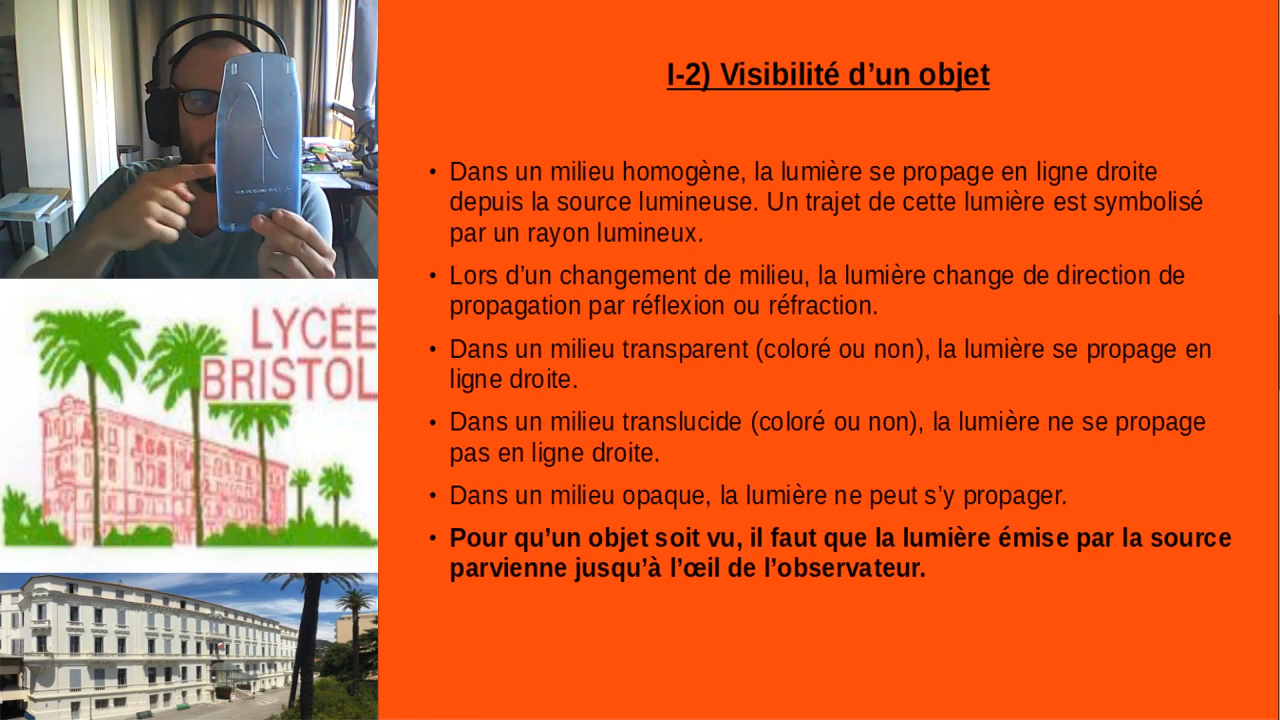 I-2) Visibilité d’un objet
• Dans un milieu homogène, la lumière se propage en ligne droite
depuis la source lumineuse. Un trajet de cette lumière est symbolisé
par un rayon lumineux.
• Lors d’un changement de milieu, la lumière change de direction de
propagation par réflexion ou réfraction.
• Dans un milieu transparent (coloré ou non), la lumière se propage en
ligne droite.
• Dans un milieu translucide (coloré ou non), la lumière ne se propage
pas en ligne droite.
• Dans un milieu opaque, la lumière ne peut s’y propager.
• Pour qu’un objet soit vu, il faut que la lumière émise par la source
parvienne jusqu’à l’œil de l’observateur.
LYCÉE
BRISTOL